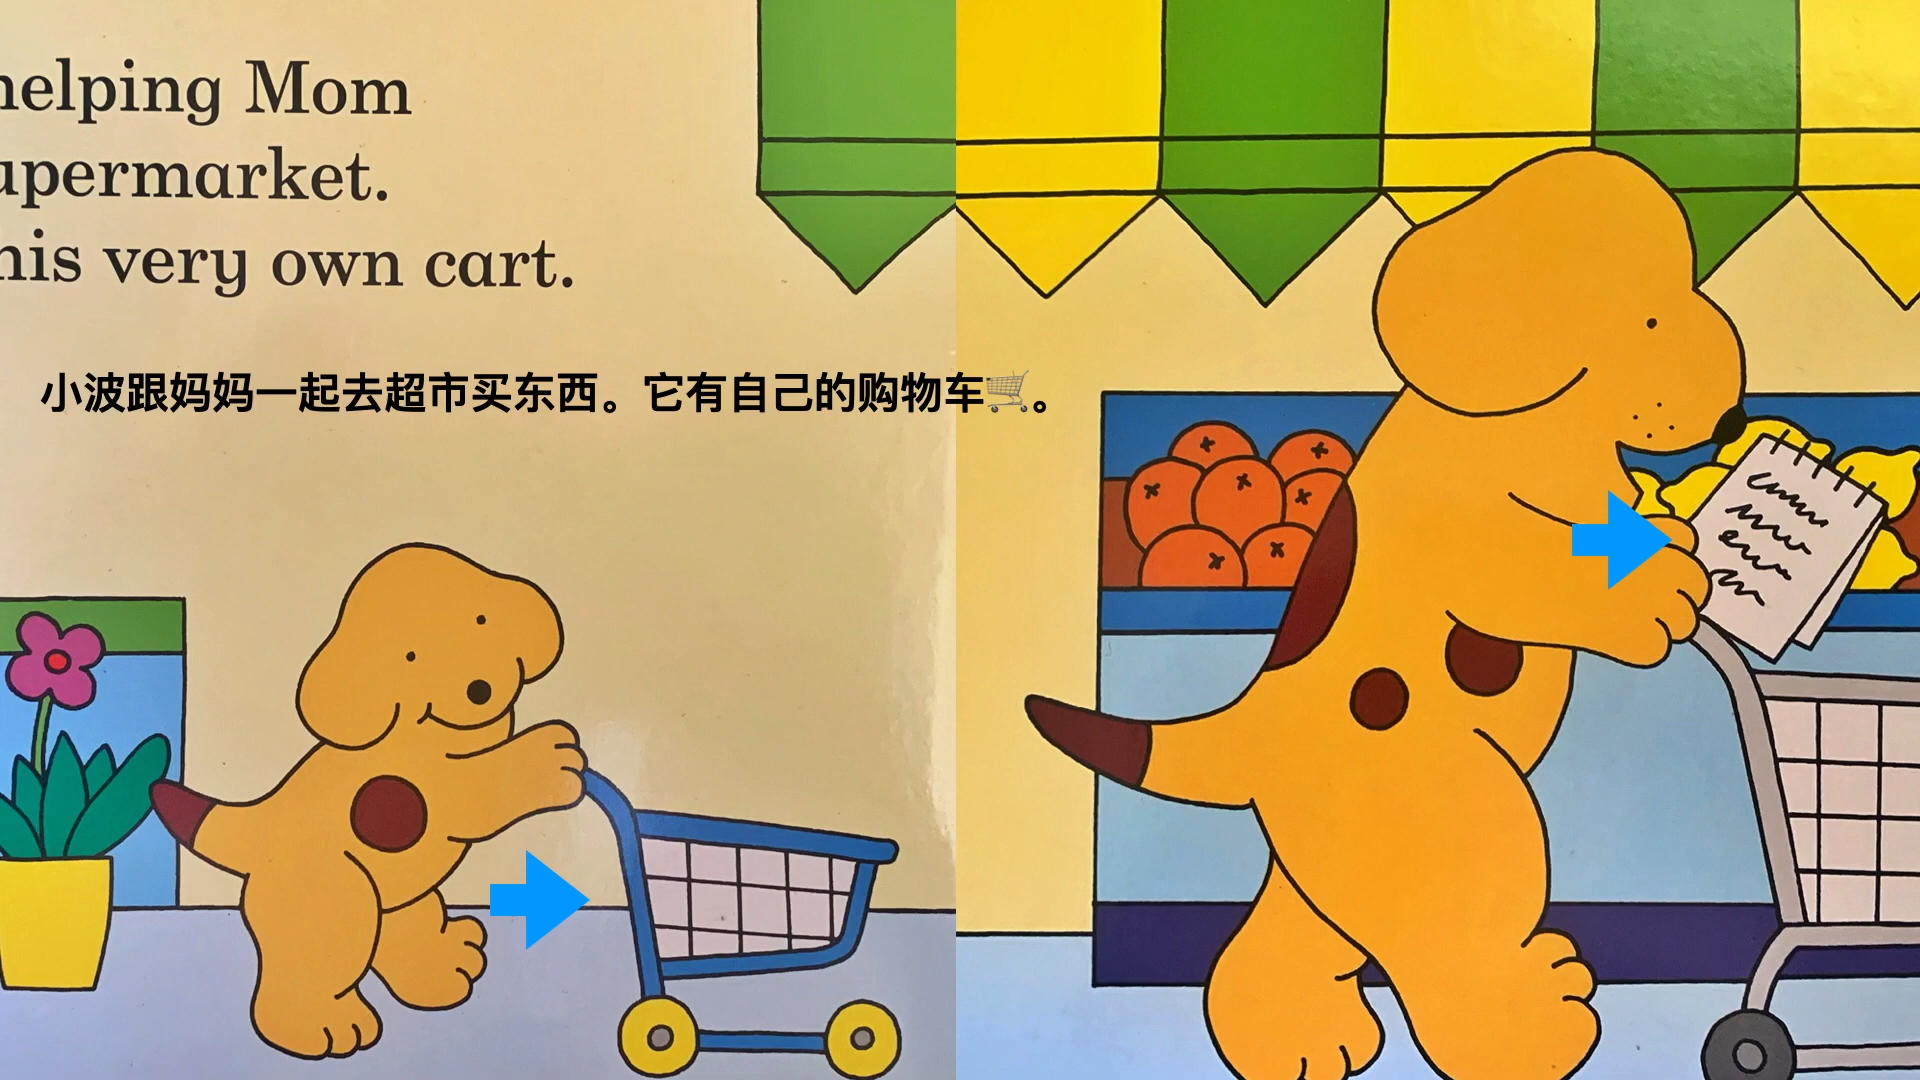 helping Mom
upermarket.
his very own cart.
小波跟妈妈一起去超市买东西。它有自己的购物车🛒。